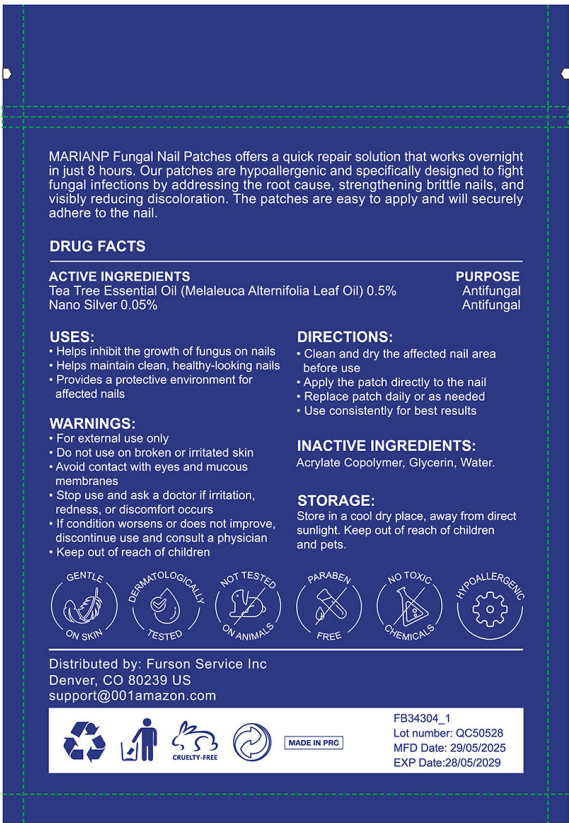 MARIANP Fungal Nail Patches offers a quick repair solution that works overnight
in just 8 hours. Our patches are hypoallergenic and specifically designed to fight
fungal infections by addressing the root cause, strengthening brittle nails, and
visibly reducing discoloration. The patches are easy to apply and will securely
adhere to the nail.
DRUG FACTS
ACTIVE INGREDIENTS PURPOSE
Tea Tree Essential Oil (Melaleuca Alternifolia Leaf Oil) 0.5% Antifungal
Nano Silver 0.05% Antifungal
USES:
• Helps inhibit the growth of fungus on nails
• Helps maintain clean, healthy-looking nails
• Provides a protective environment for
affected nails
WARNINGS:
• For external use only
• Do not use on broken or irritated skin
• Avoid contact with eyes and mucous
membranes
• Stop use and ask a doctor if irritation,
redness, or discomfort occurs
• If condition worsens or does not improve,
discontinue use and consult a physician
• Keep out of reach of children
DIRECTIONS:
• Clean and dry the affected nail area
before use
• Apply the patch directly to the nail
• Replace patch daily or as needed
• Use consistently for best results
INACTIVE INGREDIENTS:
Acrylate Copolymer, Glycerin, Water.
STORAGE:
Store in a cool dry place, away from direct
sunlight. Keep out of reach of children
and pets.
GENTLE
ON SKIN
DERMATOLOGICALLY
TESTED
NOT TESTED
ON ANIMALS
PARABEN
FREE
NO TOXIC
CHEMICALS
HYPOALLERGENIC
Distributed by: Furson Service Inc
Denver, CO 80239 US
support@001amazon.com
CRUELTY-FREE
MADE IN PRC
FB34304_1
Lot number: QC50528
MFD Date: 29/05/2025
EXP Date:28/05/2029